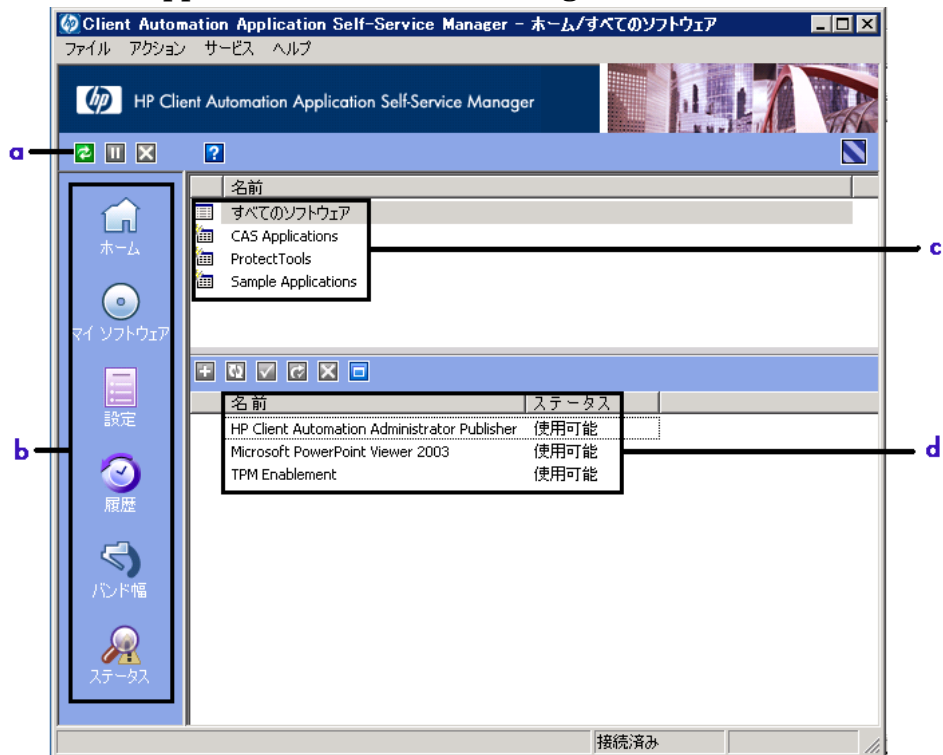 Client Automation Application Self-Service Manager - ホーム/すべてのソフトウェア
ファイル アクション サービス ヘルプ
hp HP Client Automation Application Self-Service Manager
a
?
名前
すべてのソフトウェア
CAS Applications
ProtectTools
Sample Applications
c
ホーム
マイ ソフトウェア
設定
履歴
バンド幅
ステータス
b
名前 ステータス
HP Client Automation Administrator Publisher 使用可能
Microsoft PowerPoint Viewer 2003 使用可能
TPM Enablement 使用可能
d
接続済み